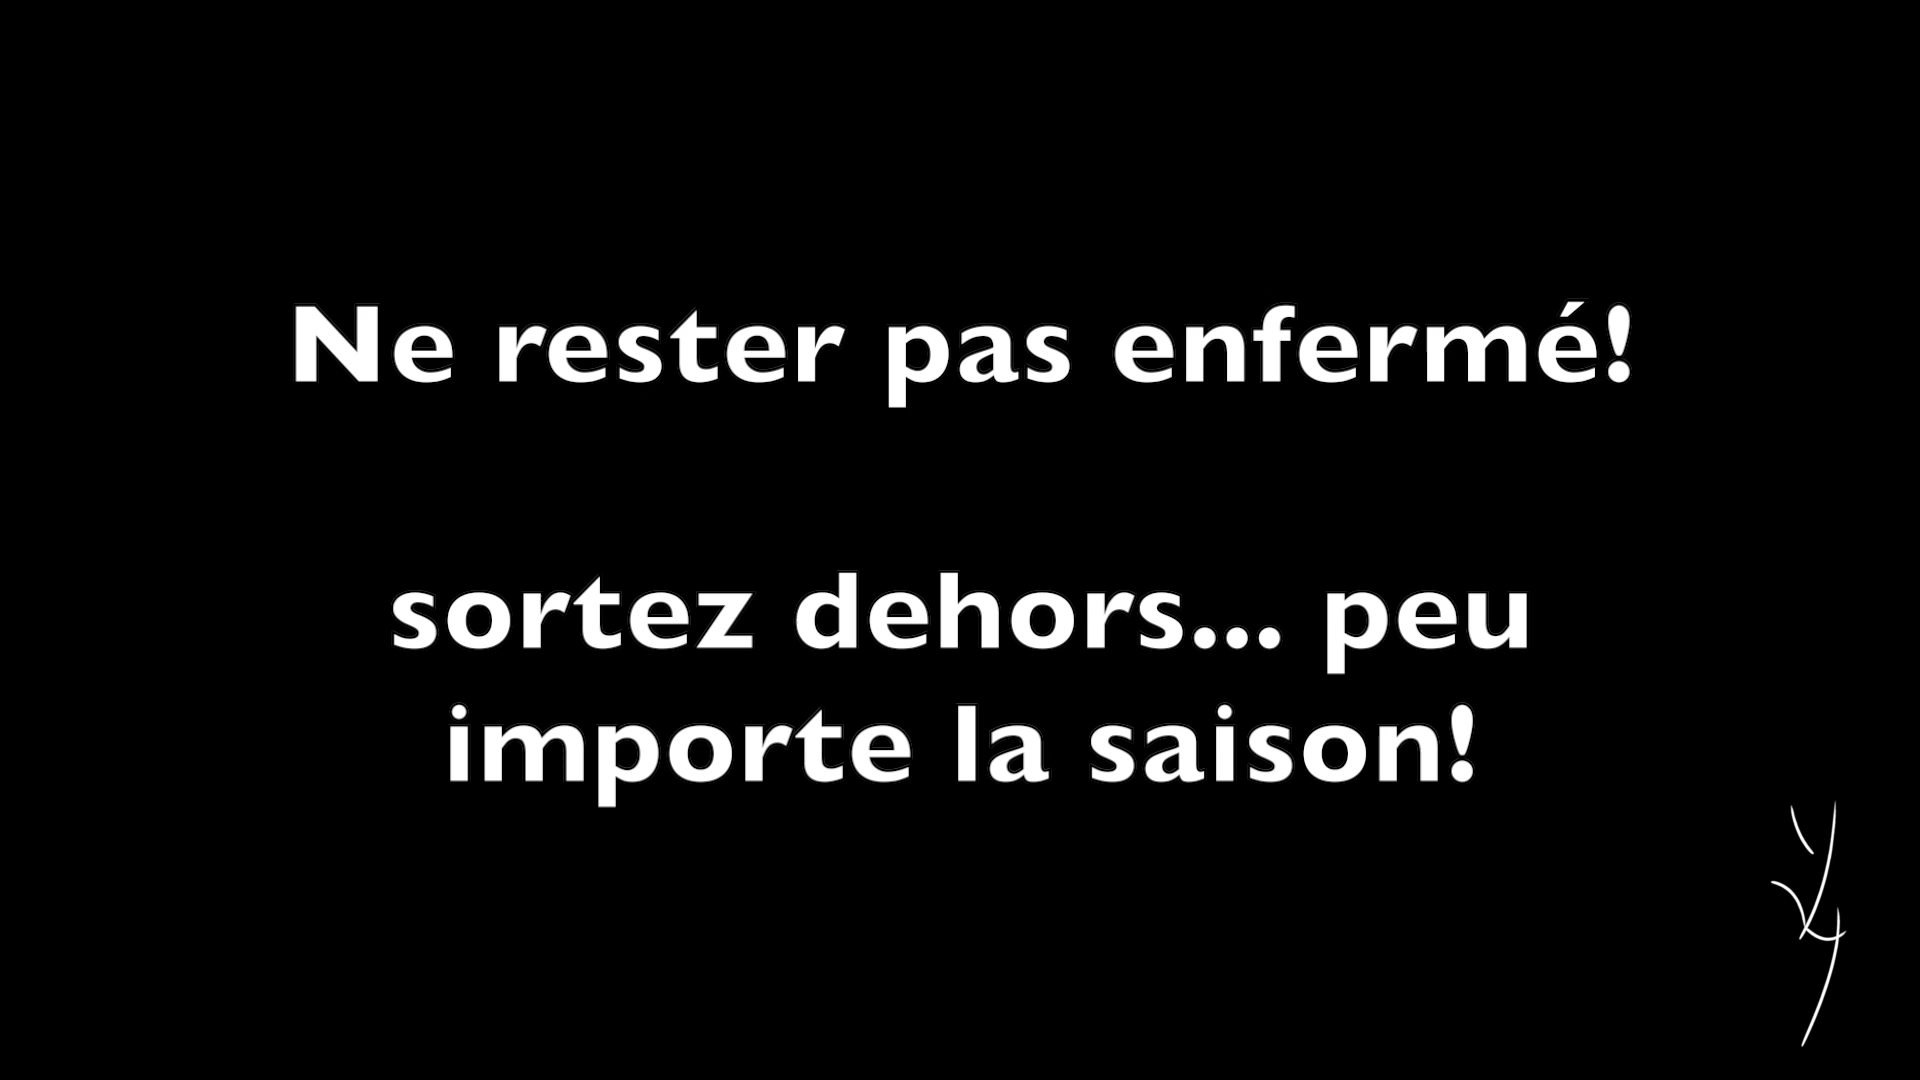 Ne rester pas enfermé!
sortez dehors... peu
importe la saison!